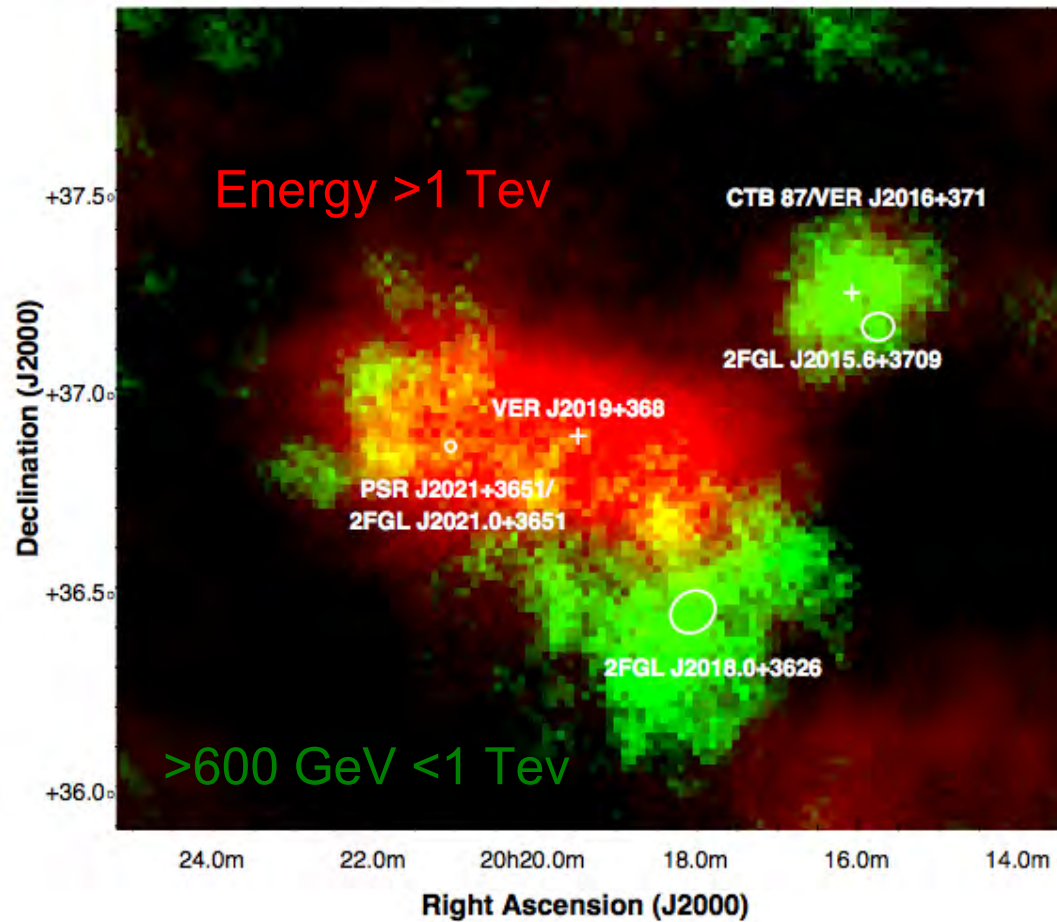 Energy >1 Tev
+37.5
CTB 87/VER J2016+371
2FGL J2015.6+3709
+37.0
VER J2019+368
PSR J2021+3651/
2FGL J2021.0+3651
+36.5
2FGL J2018.0+3626
>600 GeV <1 Tev
+36.0
Declination (J2000)
24.0m 22.0m 20h20.0m 18.0m 16.0m 14.0m
Right Ascension (J2000)